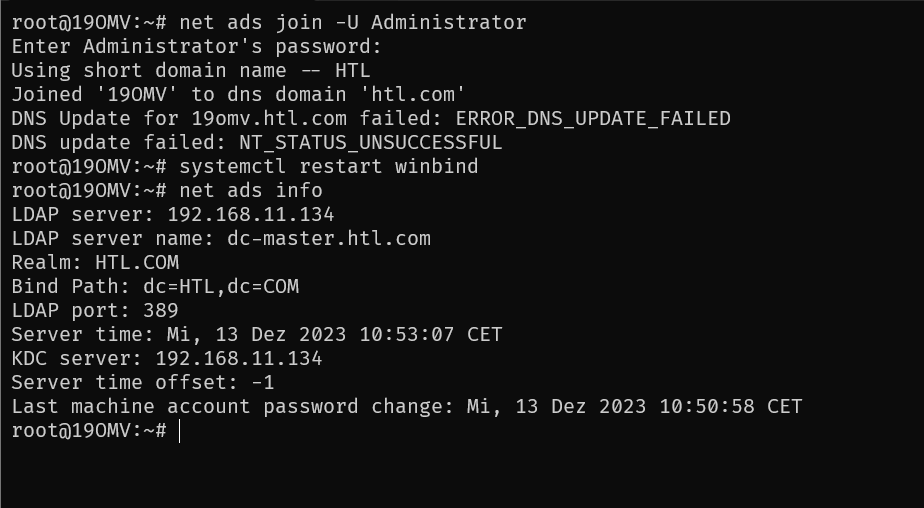 root@19OMV:~# net ads join -U Administrator
Enter Administrator's password:
Using short domain name -- HTL
Joined '19OMV' to dns domain 'htl.com'
DNS Update for 19omv.htl.com failed: ERROR_DNS_UPDATE_FAILED
DNS update failed: NT_STATUS_UNSUCCESSFUL
root@19OMV:~# systemctl restart winbind
root@19OMV:~# net ads info
LDAP server: 192.168.11.134
LDAP server name: dc-master.htl.com
Realm: HTL.COM
Bind Path: dc=HTL,dc=COM
LDAP port: 389
Server time: Mi, 13 Dez 2023 10:53:07 CET
KDC server: 192.168.11.134
Server time offset: -1
Last machine account password change: Mi, 13 Dez 2023 10:50:58 CET
root@19OMV:~#